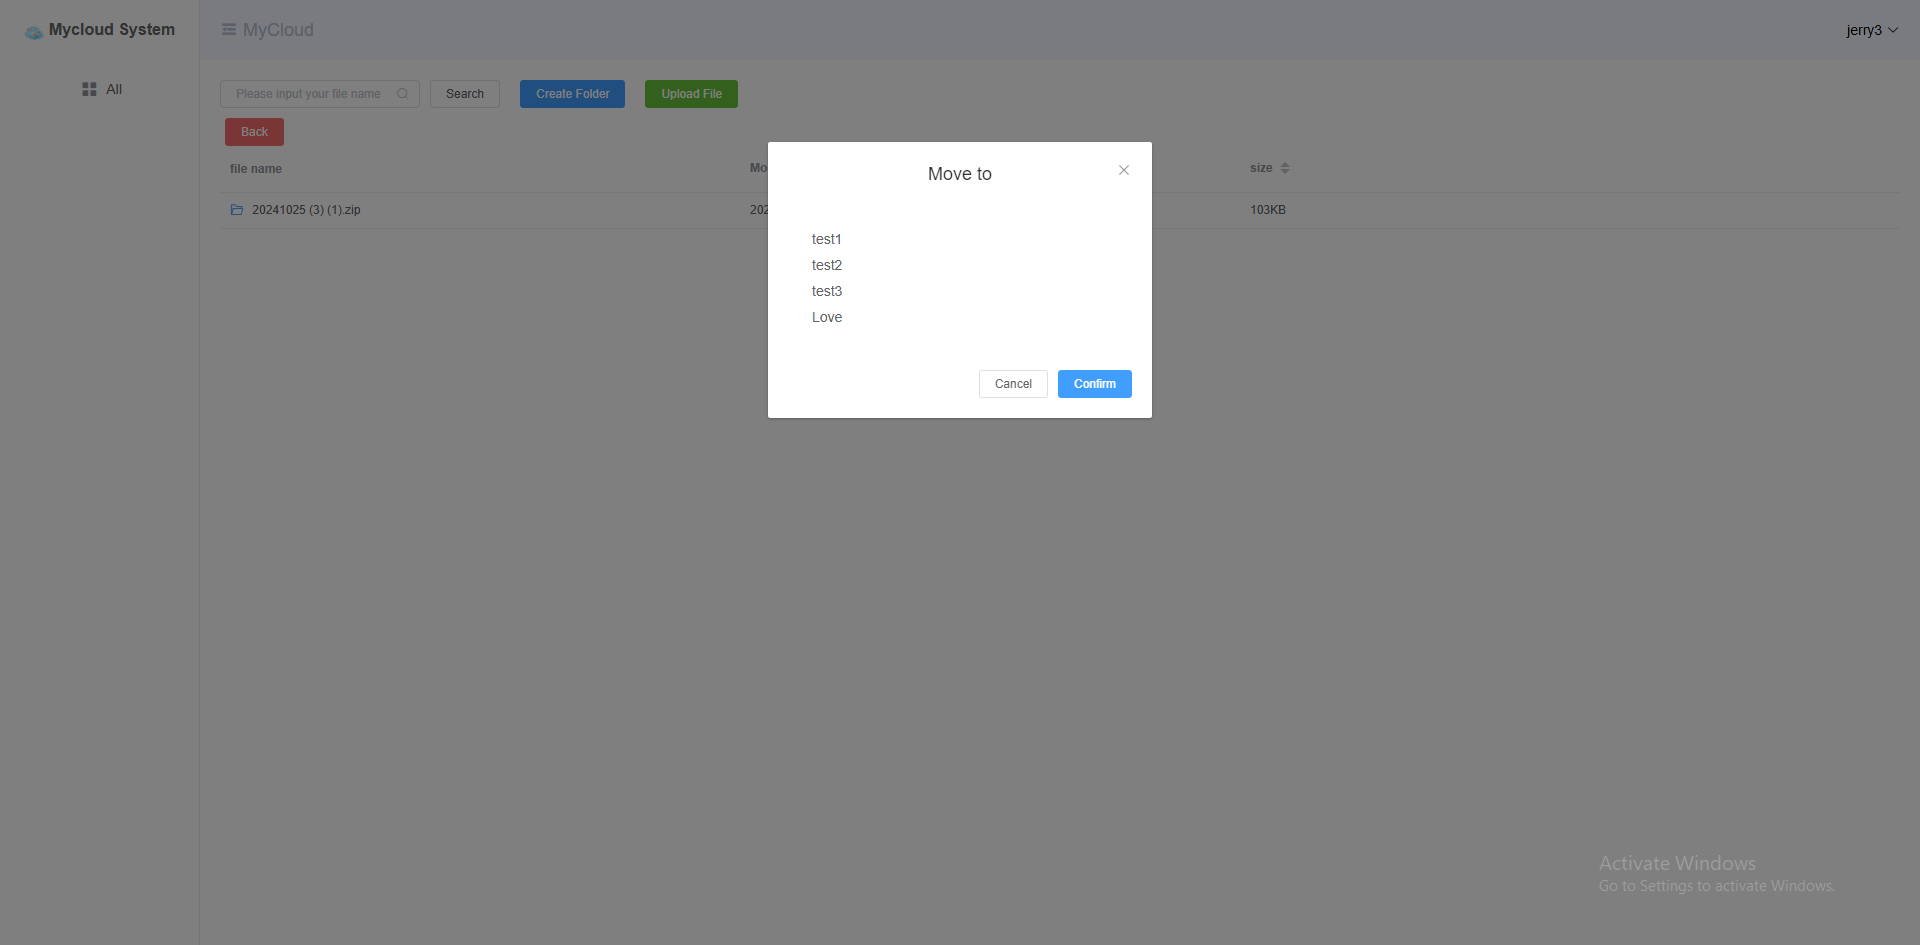 Mycloud System
MyCloud
jerry3
All
Please input your file name
Search
Create Folder
Upload File
Back
file name
Mo
size
20241025 (3) (1).zip
202
103KB
Move to
test1
test2
test3
Love
Cancel
Confirm
Activate Windows
Go to Settings to activate Windows.